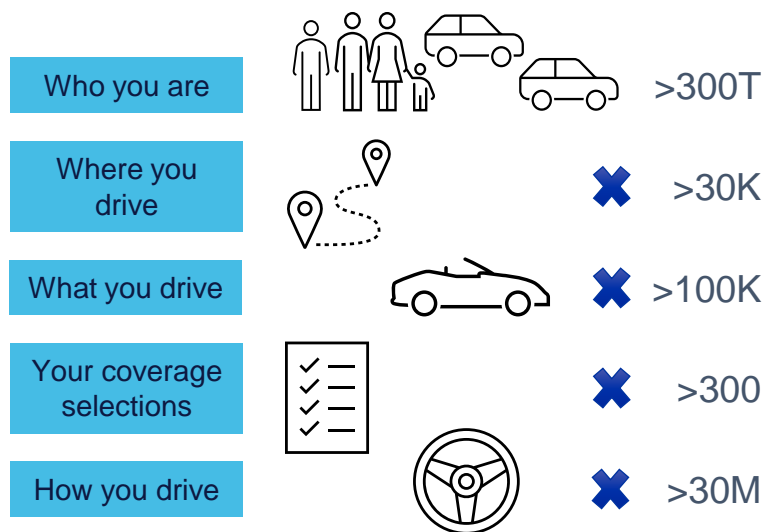 Who you are
>300T
Where you
drive
>30K
What you drive
>100K
Your coverage
selections
>300
How you drive
>30M